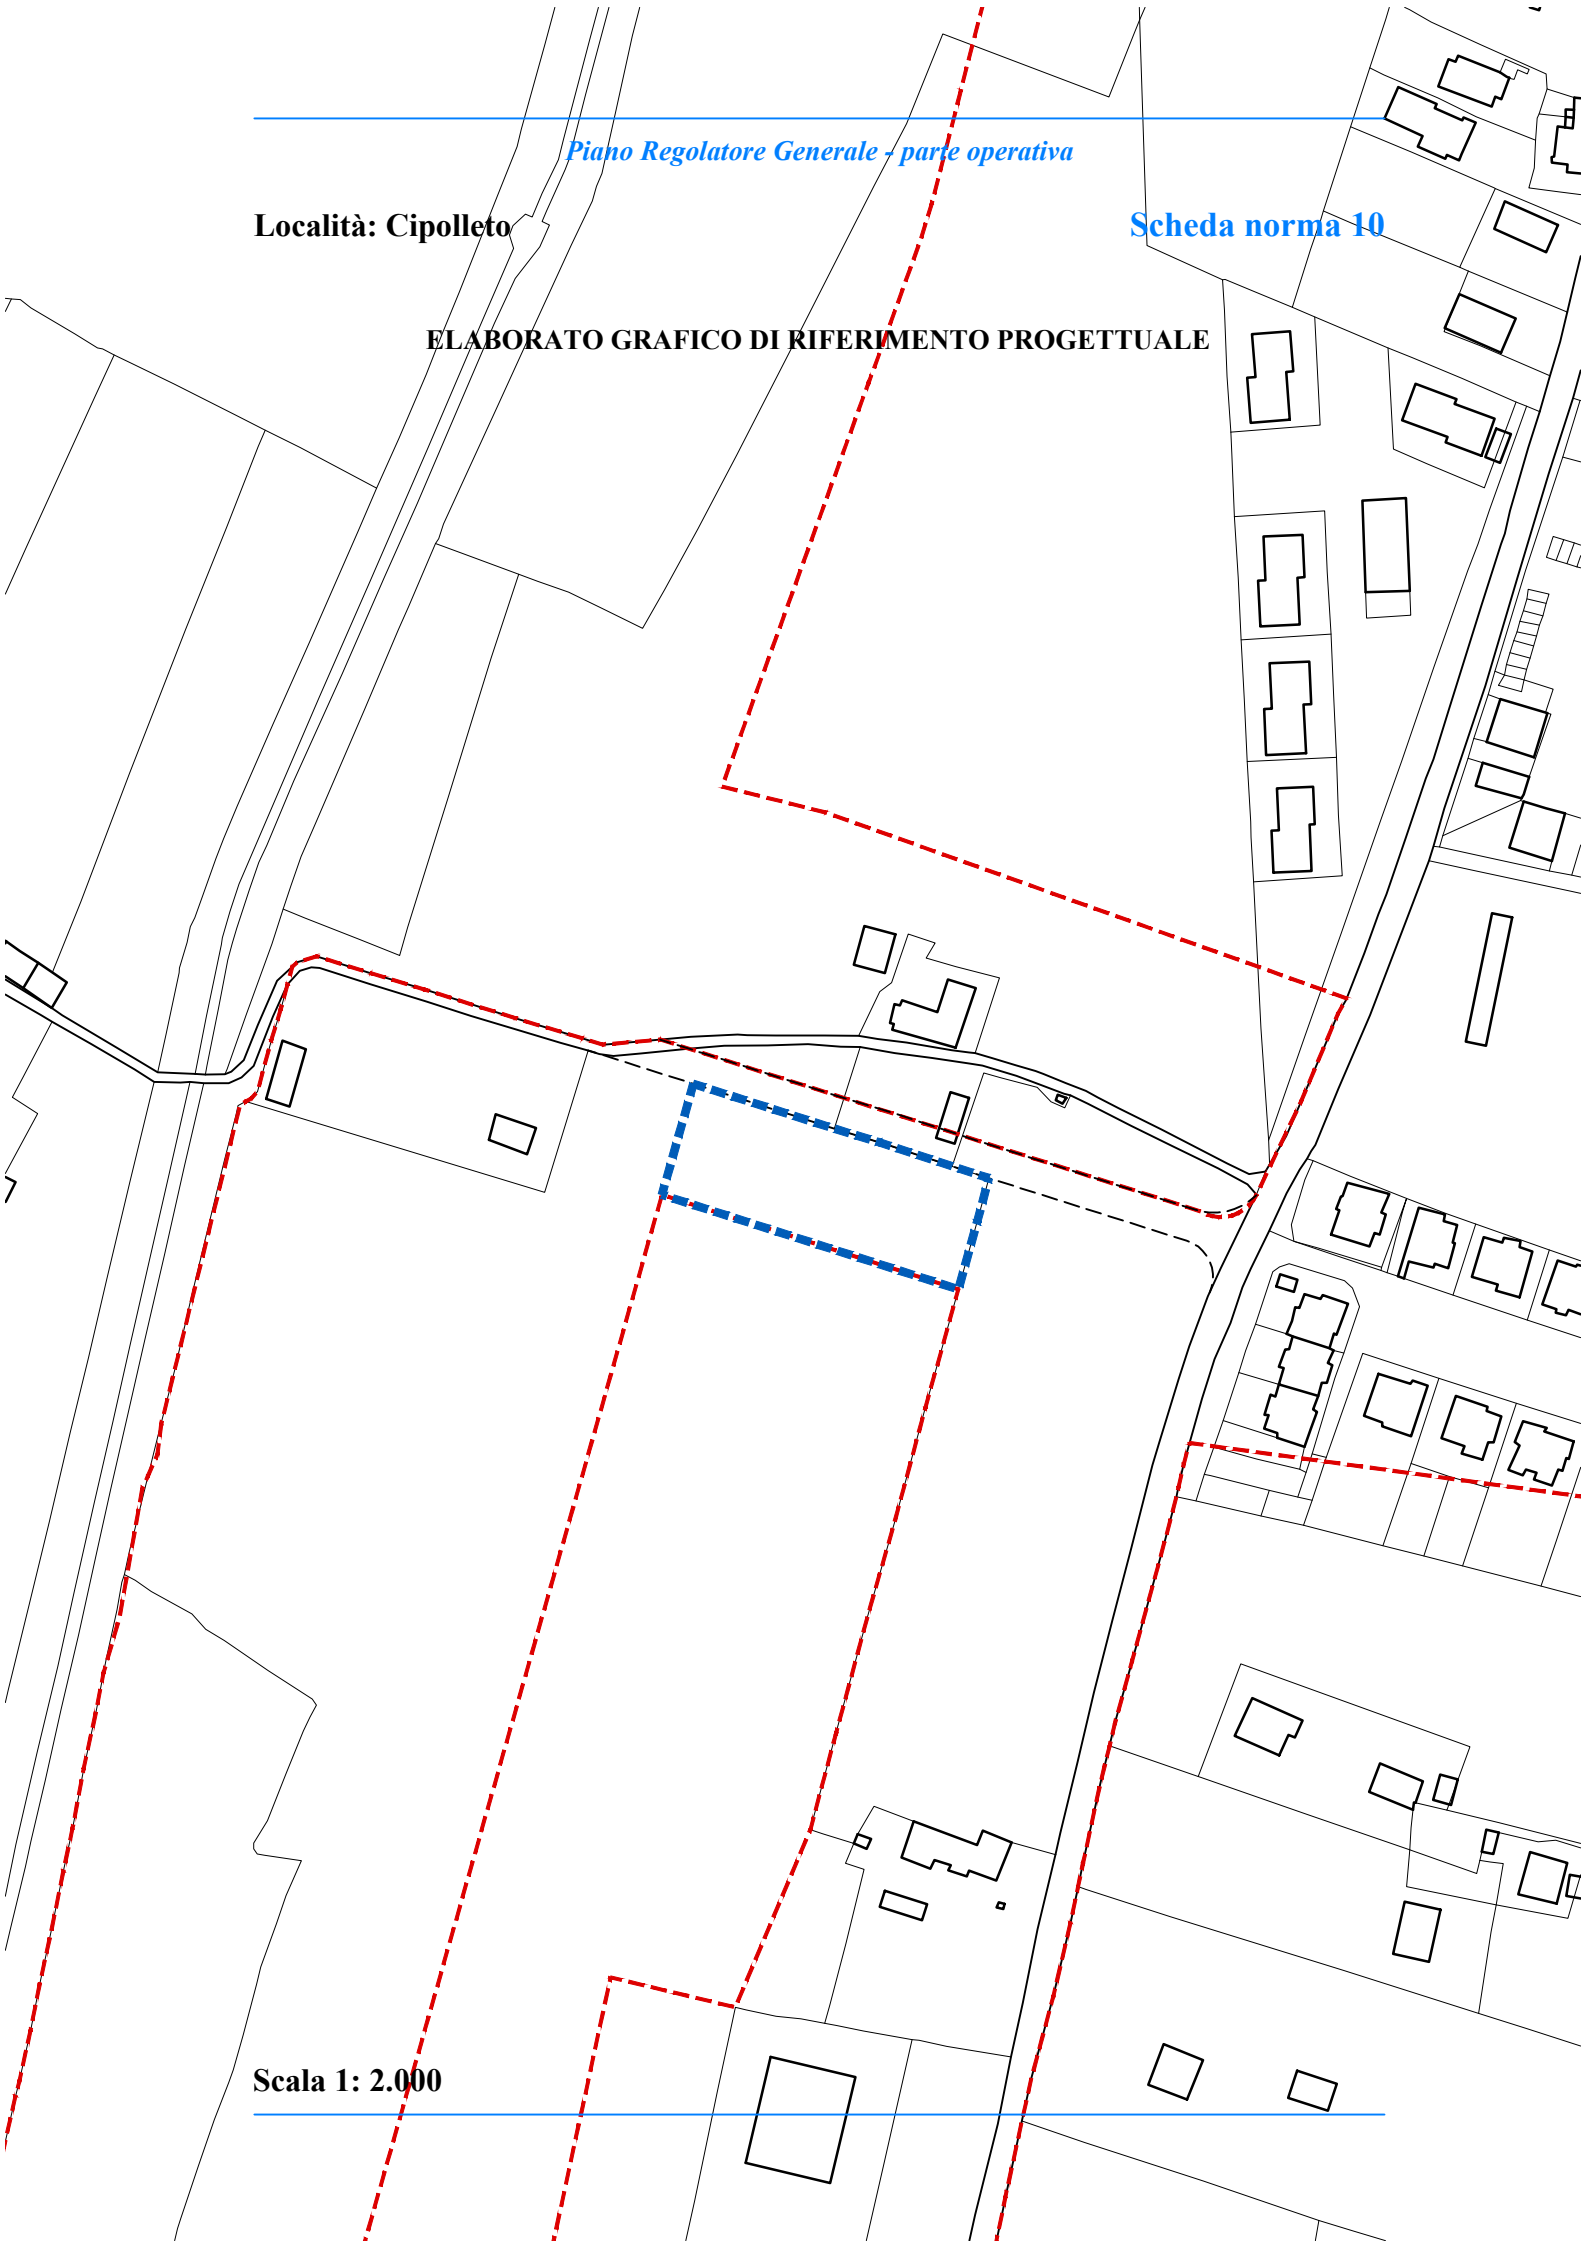 Piano Regolatore Generale - parte operativa
Località: Cipolleto
Scheda norma 10
ELABORATO GRAFICO DI RIFERIMENTO PROGETTUALE
Scala 1: 2.000